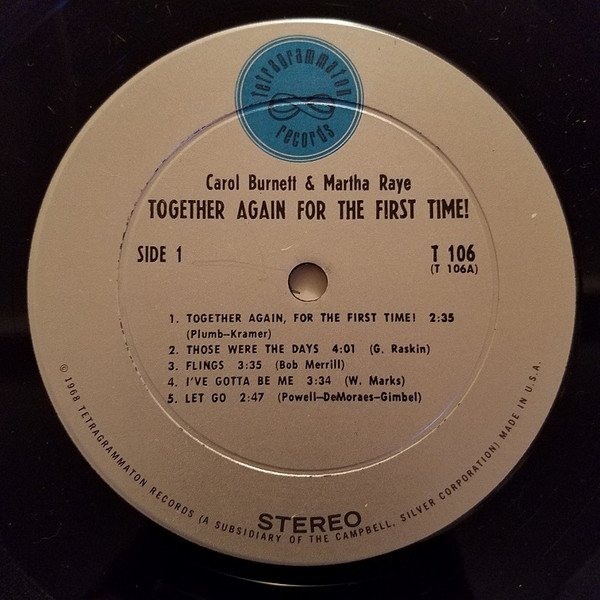 tetragrammaton
records
Carol Burnett & Martha Raye
TOGETHER AGAIN FOR THE FIRST TIME!
SIDE 1
T 106
(T 106A)
1. TOGETHER AGAIN, FOR THE FIRST TIME! 2:35
(Plumb-Kramer)
2. THOSE WERE THE DAYS 4:01 (G. Raskin)
3. FLINGS 3:35 (Bob Merrill)
4. I'VE GOTTA BE ME 3:34 (W. Marks)
5. LET GO 2:47 (Powell-DeMoraes-Gimbel)
STEREO
© 1968 TETRAGRAMMATON RECORDS (A SUBSIDIARY OF THE CAMPBELL, SILVER CORPORATION) MADE IN U.S.A.